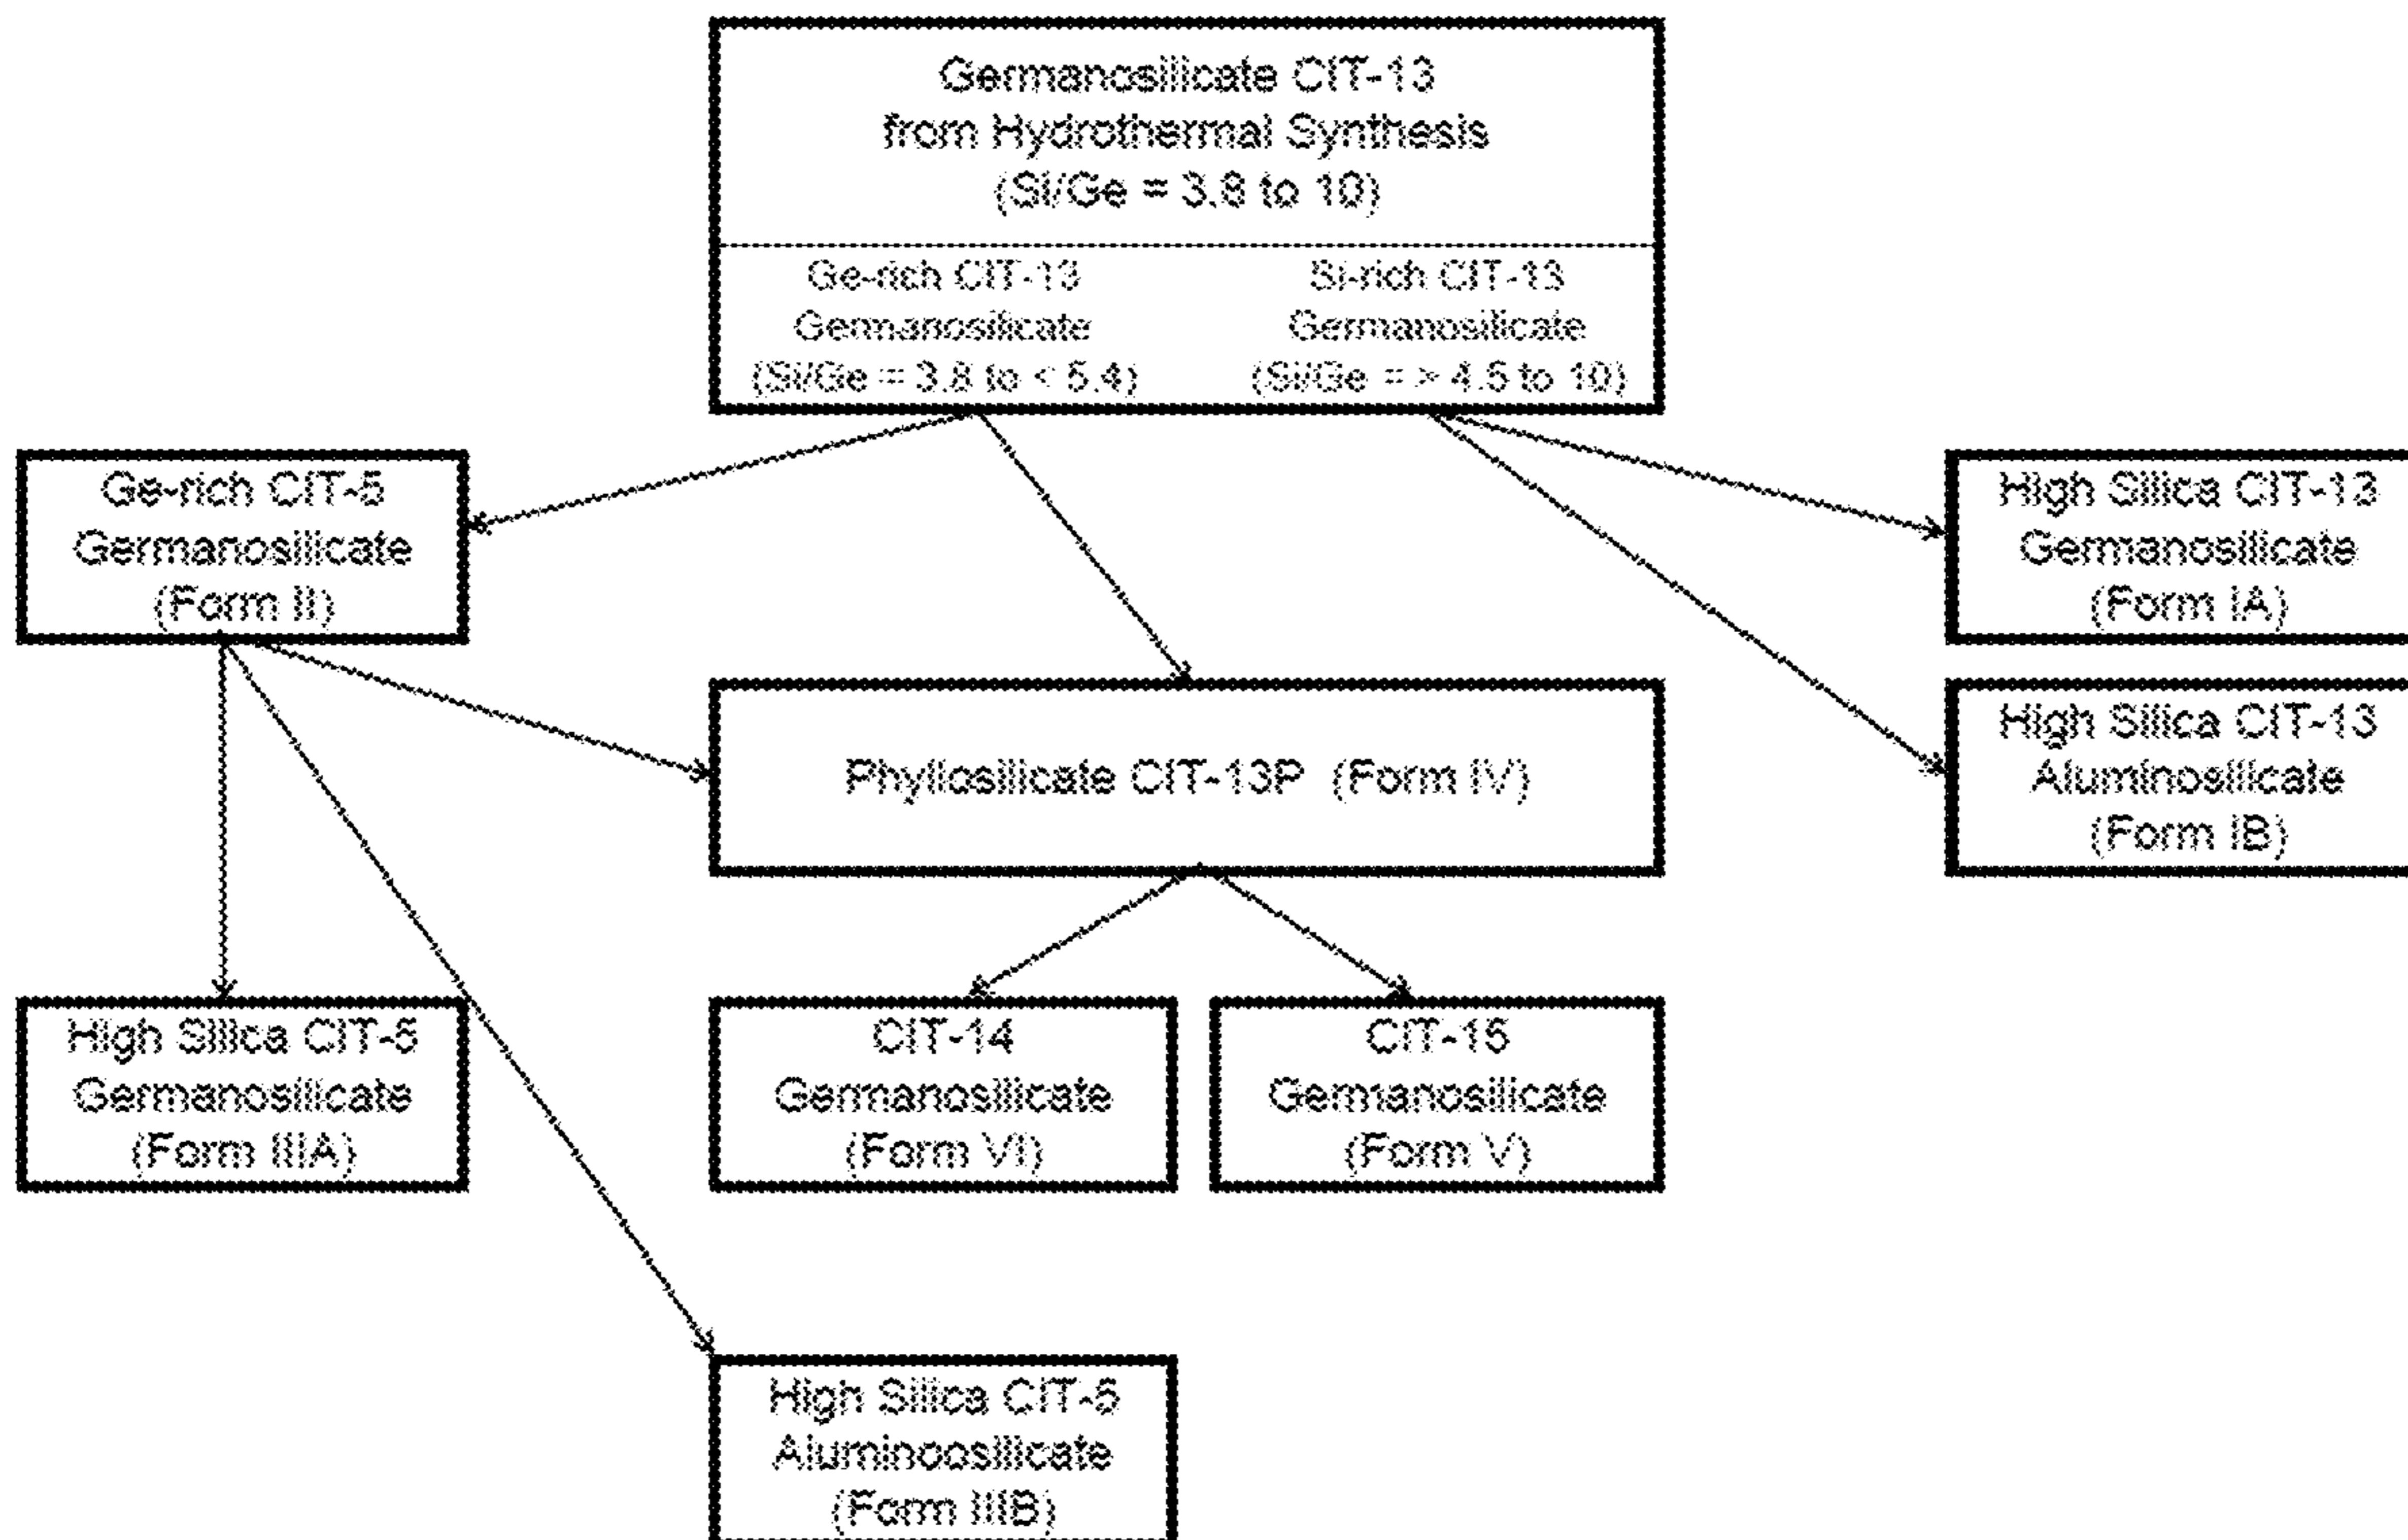 Germanosilicate CIT-13
from Hydrothermal Synthesis
(Si/Ge = 3.8 to 10)
Ge-rich CIT-13
Germanosilicate
(Si/Ge = 3.8 to < 5.4)
Si-rich CIT-13
Germanosilicate
(Si/Ge = > 4.5 to 10)
Ge-rich CIT-5
Germanosilicate
(Form II)
High Silica CIT-13
Germanosilicate
(Form IA)
Phyllosilicate CIT-13P (Form IV)
High Silica CIT-13
Aluminosilicate
(Form IB)
High Silica CIT-5
Germanosilicate
(Form IIIA)
CIT-14
Germanosilicate
(Form VI)
CIT-15
Germanosilicate
(Form V)
High Silica CIT-5
Aluminoosilicate
(Form IIIB)